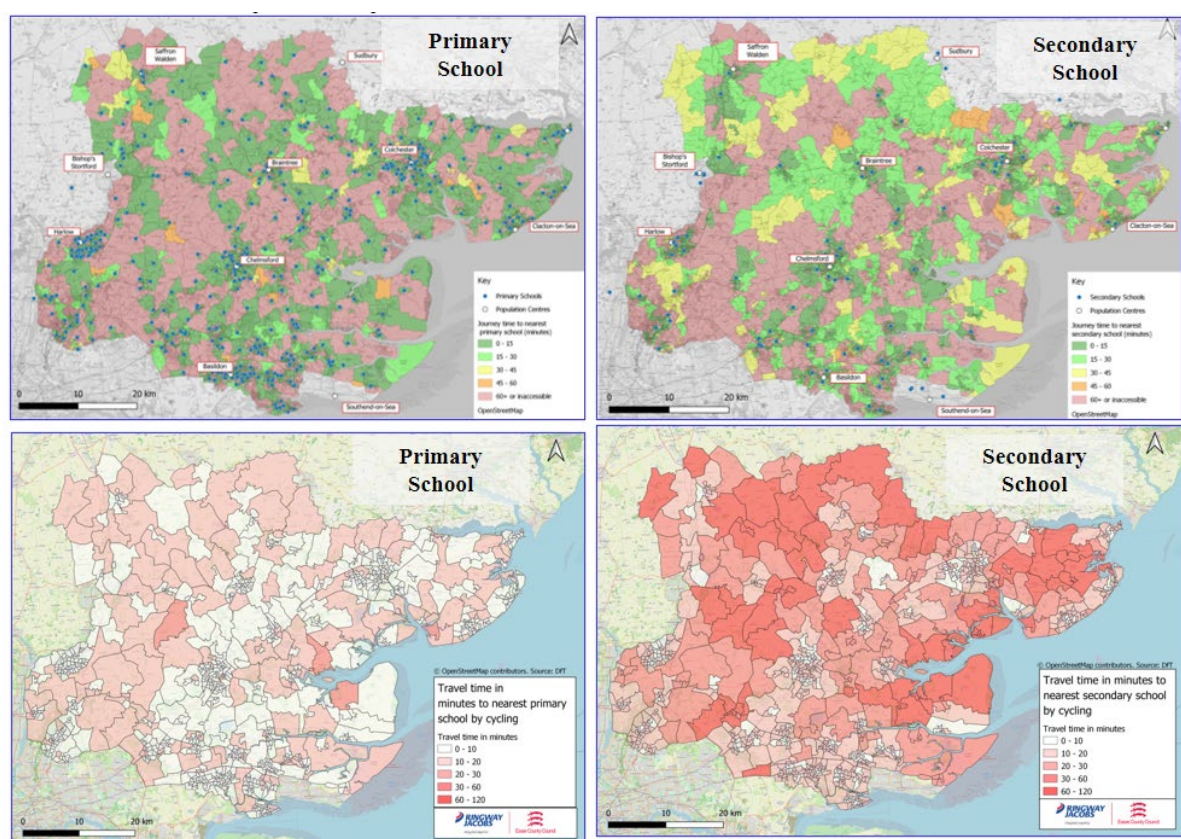 Primary
School
Saffron
Walden
Sudbury
Bishop's
Stortford
Braintree
Colchester
Clacton-on-Sea
Harlow
Chelmsford
Basildon
Southend-on-Sea
0 10 20 km
Key
Primary Schools
Population Centres
Journey time to nearest
primary school (minutes)
0 - 15
15 - 30
30 - 45
45 - 60
60+ or inaccessible
OpenStreetMap
Secondary
School
Saffron
Walden
Sudbury
Bishop's
Stortford
Braintree
Colchester
Clacton-on-Sea
Harlow
Chelmsford
Basildon
Southend-on-Sea
0 10 20 km
Key
Secondary Schools
Population Centres
Journey time to nearest
secondary school (minutes)
0 - 15
15 - 30
30 - 45
45 - 60
60+ or inaccessible
OpenStreetMap
Primary
School
© OpenStreetMap contributors. Source: DfT
Travel time in
minutes to nearest primary
school by cycling
Travel time in minutes
0 - 10
10 - 20
20 - 30
30 - 60
60 - 120
RINGWAY
JACOBS
Essex County Council
0 10 20 km
Secondary
School
© OpenStreetMap contributors. Source: DfT
Travel time in minutes to
nearest secondary school
by cycling
Travel time in minutes
0 - 10
10 - 20
20 - 30
30 - 60
60 - 120
RINGWAY
JACOBS
Essex County Council
0 10 20 km